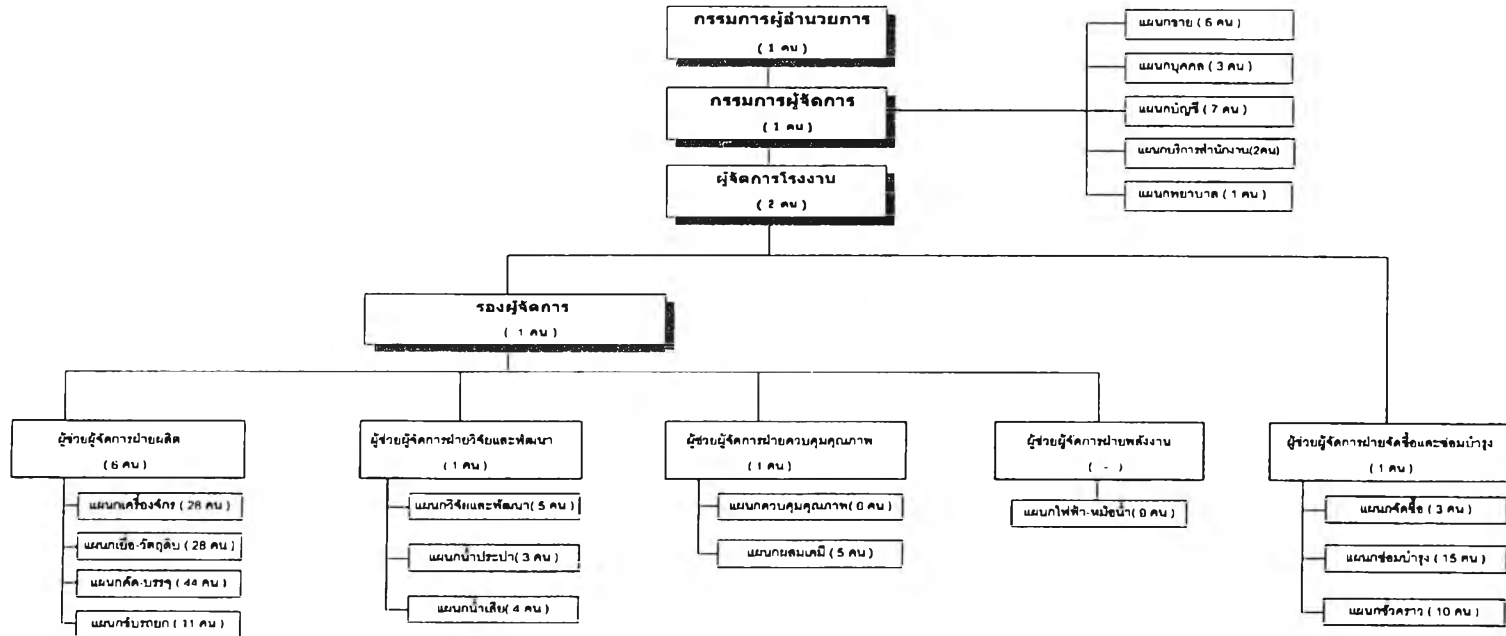 กรรมการผู้อำนวยการ
( 1 คน )
กรรมการผู้จัดการ
( 1 คน )
ผู้จัดการโรงงาน
( 2 คน )
แผนกขาย ( 6 คน )
แผนกบุคคล ( 3 คน )
แผนกบัญชี ( 7 คน )
แผนกบริการสำนักงาน(2คน)
แผนกพยาบาล ( 1 คน )
รองผู้จัดการ
( 1 คน )
ผู้ช่วยผู้จัดการฝ่ายผลิต
( 6 คน )
แผนกเครื่องจักร ( 28 คน )
แผนกเยื่อ-วัตถุดิบ ( 28 คน )
แผนกคัด-บรรจุ ( 44 คน )
แผนกขับรถยก ( 11 คน )
ผู้ช่วยผู้จัดการฝ่ายวิจัยและพัฒนา
( 1 คน )
แผนกวิจัยและพัฒนา( 5 คน )
แผนกน้ำประปา( 3 คน )
แผนกน้ำเสีย( 4 คน )
ผู้ช่วยผู้จัดการฝ่ายควบคุมคุณภาพ
( 1 คน )
แผนกควบคุมคุณภาพ( คน )
แผนกผสมเคมี ( 5 คน )
ผู้ช่วยผู้จัดการฝ่ายพลังงาน
( - )
แผนกไฟฟ้า-หม้อน้ำ( คน )
ผู้ช่วยผู้จัดการฝ่ายจัดซื้อและซ่อมบำรุง
( 1 คน )
แผนกจัดซื้อ ( 3 คน )
แผนกซ่อมบำรุง ( 15 คน )
แผนกชั่วคราว ( 10 คน )